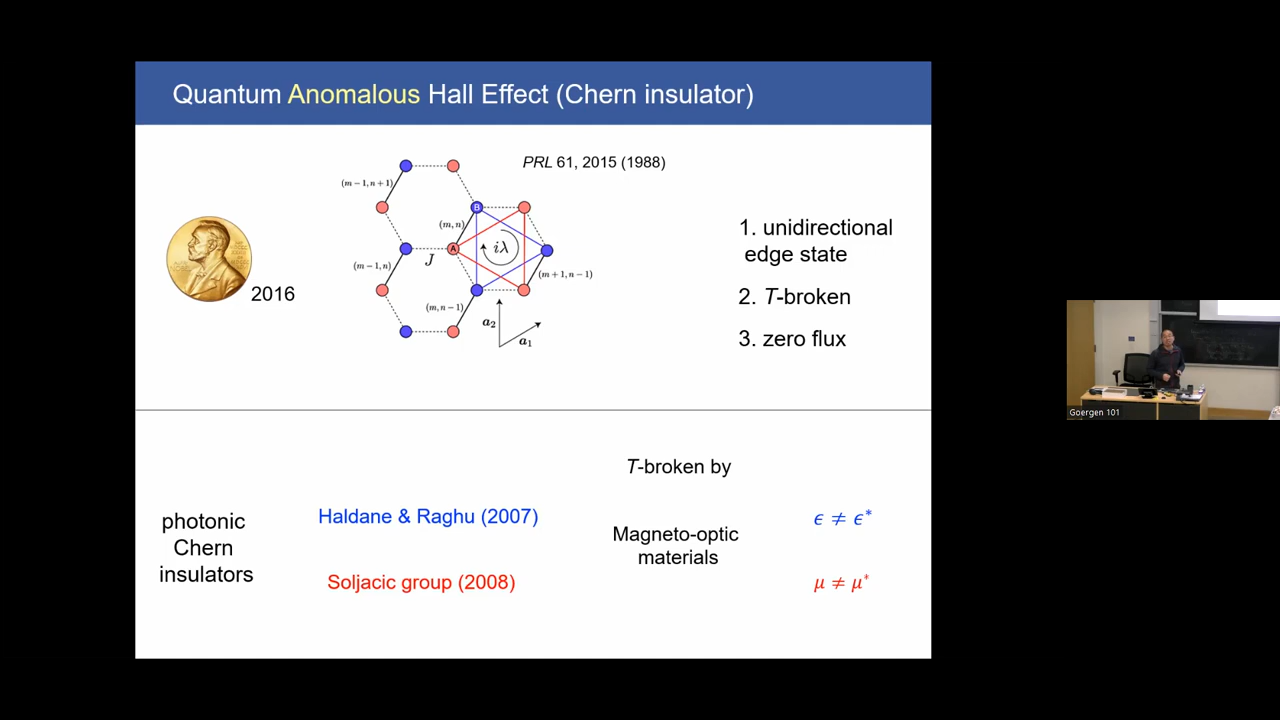 Quantum Anomalous Hall Effect (Chern insulator)
PRL 61, 2015 (1988)
(m−1,n+1)
B
(m,n)
A
iλ
J
(m−1,n)
(m+1,n−1)
(m,n−1)
a₂
a₁
2016
1. unidirectional
edge state
2. T-broken
3. zero flux
T-broken by
photonic
Chern
insulators
Haldane & Raghu (2007)
Soljacic group (2008)
Magneto-optic
materials
ϵ ≠ ϵ*
μ ≠ μ*
Goergen 101